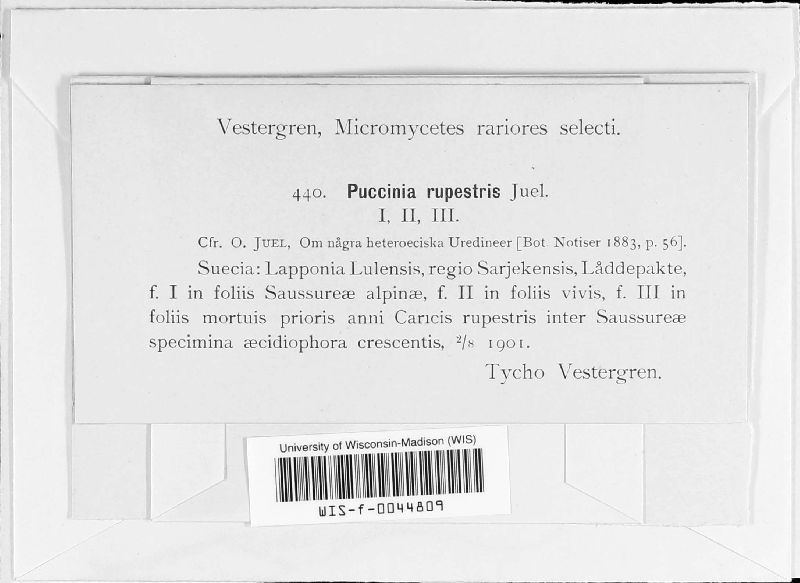 Vestergren, Micromycetes rariores selecti.
440. Puccinia rupestris Juel.
I, II, III.
Cfr. O. JUEL, Om några heteroeciska Uredineer [Bot. Notiser 1883, p. 56].
Suecia: Lapponia Lulensis, regio Sarjekensis, Låddepakte,
f. I in foliis Saussureæ alpinæ, f. II in foliis vivis, f. III in
foliis mortuis prioris anni Caricis rupestris inter Saussureæ
specimina æcidiophora crescentis, 2/8 1901.
Tycho Vestergren.
University of Wisconsin-Madison (WIS)
WIS-f-0044809